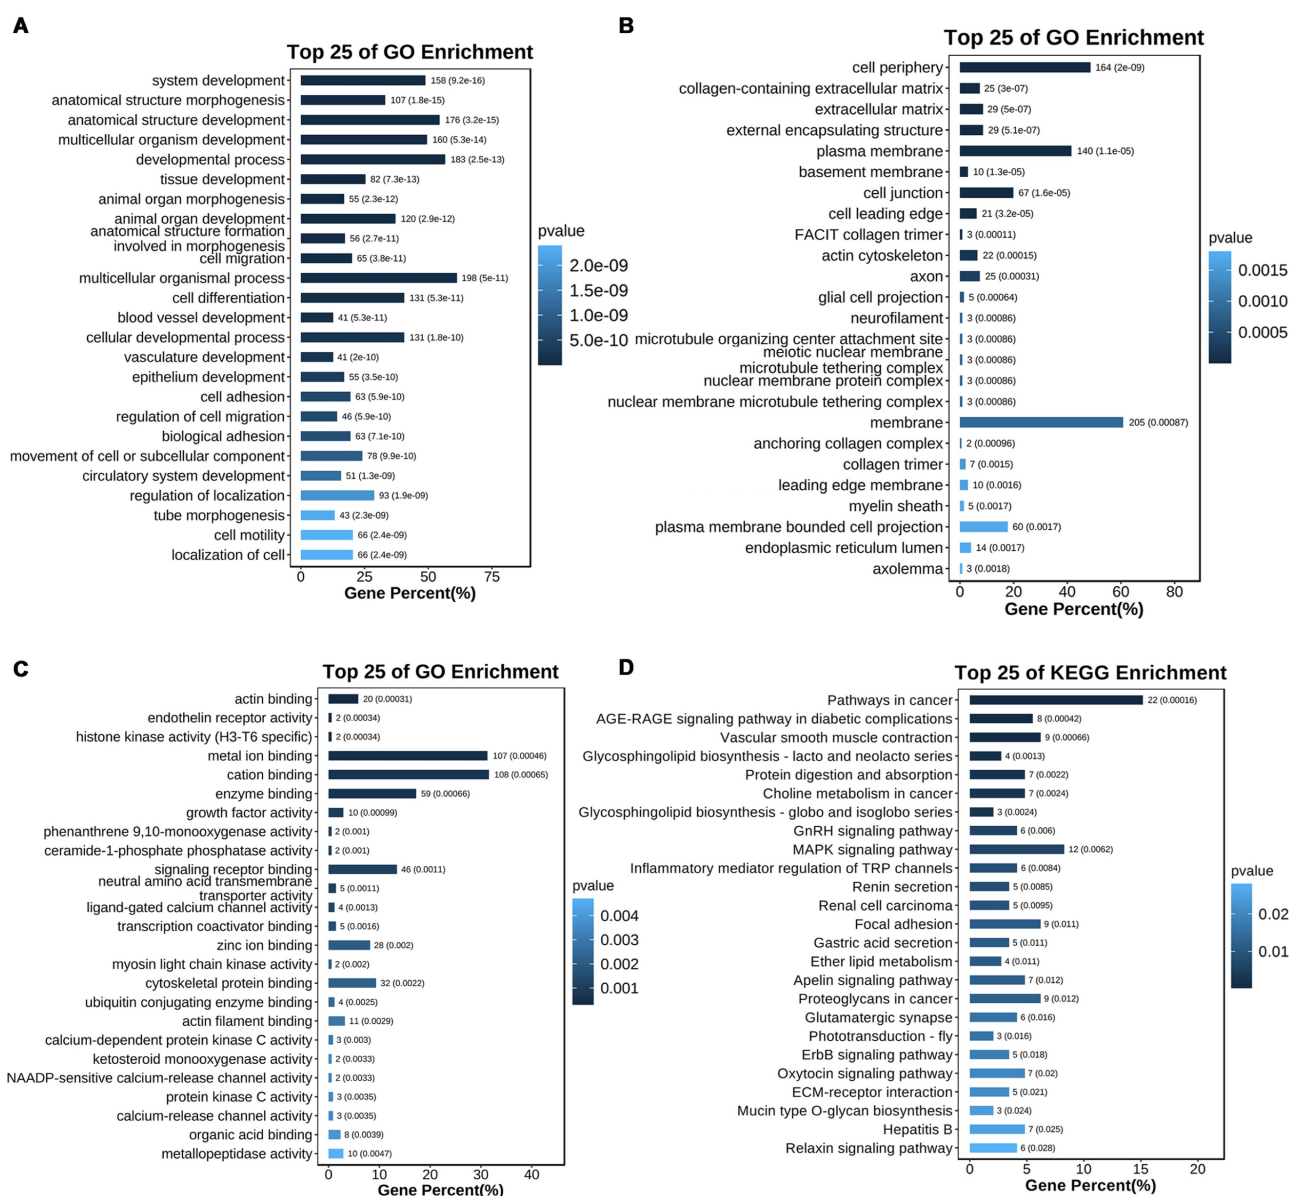 A
Top 25 of GO Enrichment
system development 158 (9.2e-16)
anatomical structure morphogenesis 107 (1.8e-15)
anatomical structure development 176 (3.2e-15)
multicellular organism development 160 (5.3e-14)
developmental process 183 (2.5e-13)
tissue development 82 (7.3e-13)
animal organ morphogenesis 55 (2.3e-12)
animal organ development 120 (2.9e-12)
anatomical structure formation
involved in morphogenesis 56 (2.7e-11)
cell migration 65 (3.8e-11)
multicellular organismal process 198 (5e-11)
cell differentiation 131 (5.3e-11)
blood vessel development 41 (5.3e-11)
cellular developmental process 131 (1.8e-10)
vasculature development 41 (2e-10)
epithelium development 55 (3.5e-10)
cell adhesion 63 (5.9e-10)
regulation of cell migration 46 (5.9e-10)
biological adhesion 63 (7.1e-10)
movement of cell or subcellular component 78 (9.9e-10)
circulatory system development 51 (1.3e-09)
regulation of localization 93 (1.9e-09)
tube morphogenesis 43 (2.3e-09)
cell motility 66 (2.4e-09)
localization of cell 66 (2.4e-09)
0 25 50 75
Gene Percent(%)
pvalue
2.0e-09
1.5e-09
1.0e-09
5.0e-10
B
Top 25 of GO Enrichment
cell periphery 164 (2e-09)
collagen-containing extracellular matrix 25 (3e-07)
extracellular matrix 29 (5e-07)
external encapsulating structure 29 (5.1e-07)
plasma membrane 140 (1.1e-05)
basement membrane 10 (1.3e-05)
cell junction 67 (1.6e-05)
cell leading edge 21 (3.2e-05)
FACIT collagen trimer 3 (0.00011)
actin cytoskeleton 22 (0.00015)
axon 25 (0.00031)
glial cell projection 5 (0.00064)
neurofilament 3 (0.00086)
microtubule organizing center attachment site 3 (0.00086)
meiotic nuclear membrane
microtubule tethering complex 3 (0.00086)
nuclear membrane protein complex 3 (0.00086)
nuclear membrane microtubule tethering complex 3 (0.00086)
membrane 205 (0.00087)
anchoring collagen complex 2 (0.00096)
collagen trimer 7 (0.0015)
leading edge membrane 10 (0.0016)
myelin sheath 5 (0.0017)
plasma membrane bounded cell projection 60 (0.0017)
endoplasmic reticulum lumen 14 (0.0017)
axolemma 3 (0.0018)
0 20 40 60 80
Gene Percent(%)
pvalue
0.0015
0.0010
0.0005
C
Top 25 of GO Enrichment
actin binding 20 (0.00031)
endothelin receptor activity 2 (0.00034)
histone kinase activity (H3-T6 specific) 2 (0.00034)
metal ion binding 107 (0.00046)
cation binding 108 (0.00065)
enzyme binding 59 (0.00066)
growth factor activity 10 (0.00099)
phenanthrene 9,10-monooxygenase activity 2 (0.001)
ceramide-1-phosphate phosphatase activity 2 (0.001)
signaling receptor binding 46 (0.0011)
neutral amino acid transmembrane
transporter activity 5 (0.0011)
ligand-gated calcium channel activity 4 (0.0013)
transcription coactivator binding 5 (0.0016)
zinc ion binding 28 (0.002)
myosin light chain kinase activity 2 (0.002)
cytoskeletal protein binding 32 (0.0022)
ubiquitin conjugating enzyme binding 4 (0.0025)
actin filament binding 11 (0.0029)
calcium-dependent protein kinase C activity 3 (0.003)
ketosteroid monooxygenase activity 2 (0.0033)
NAADP-sensitive calcium-release channel activity 2 (0.0033)
protein kinase C activity 3 (0.0035)
calcium-release channel activity 3 (0.0035)
organic acid binding 8 (0.0039)
metallopeptidase activity 10 (0.0047)
0 10 20 30 40
Gene Percent(%)
pvalue
0.004
0.003
0.002
0.001
D
Top 25 of KEGG Enrichment
Pathways in cancer 22 (0.00016)
AGE-RAGE signaling pathway in diabetic complications 8 (0.00042)
Vascular smooth muscle contraction 9 (0.00066)
Glycosphingolipid biosynthesis - lacto and neolacto series 4 (0.0013)
Protein digestion and absorption 7 (0.0022)
Choline metabolism in cancer 7 (0.0024)
Glycosphingolipid biosynthesis - globo and isoglobo series 3 (0.0024)
GnRH signaling pathway 6 (0.006)
MAPK signaling pathway 12 (0.0062)
Inflammatory mediator regulation of TRP channels 6 (0.0084)
Renin secretion 5 (0.0085)
Renal cell carcinoma 5 (0.0095)
Focal adhesion 9 (0.011)
Gastric acid secretion 5 (0.011)
Ether lipid metabolism 4 (0.011)
Apelin signaling pathway 7 (0.012)
Proteoglycans in cancer 9 (0.012)
Glutamatergic synapse 6 (0.016)
Phototransduction - fly 3 (0.016)
ErbB signaling pathway 5 (0.018)
Oxytocin signaling pathway 7 (0.02)
ECM-receptor interaction 5 (0.021)
Mucin type O-glycan biosynthesis 3 (0.024)
Hepatitis B 7 (0.025)
Relaxin signaling pathway 6 (0.028)
0 5 10 15 20
Gene Percent(%)
pvalue
0.02
0.01